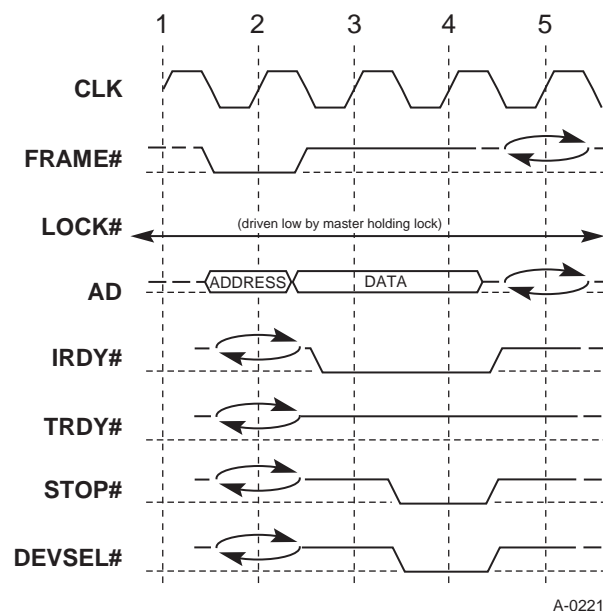 1 2 3 4 5
CLK
FRAME#
LOCK# (driven low by master holding lock)
AD ADDRESS DATA
IRDY#
TRDY#
STOP#
DEVSEL#
A-0221